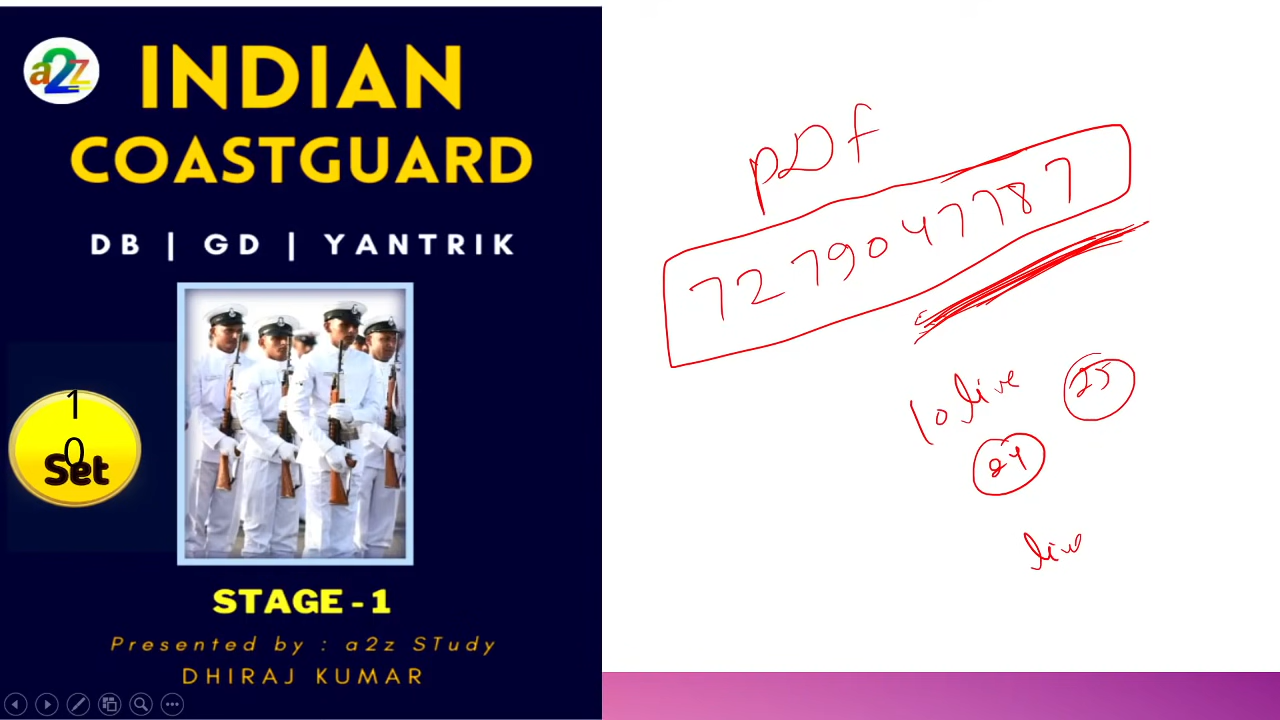 a2z
INDIAN
COASTGUARD
DB | GD | YANTRIK
10
Set
STAGE - 1
Presented by : a2z STudy
DHIRAJ KUMAR
PDf
7279047787
10 live
25
24
live